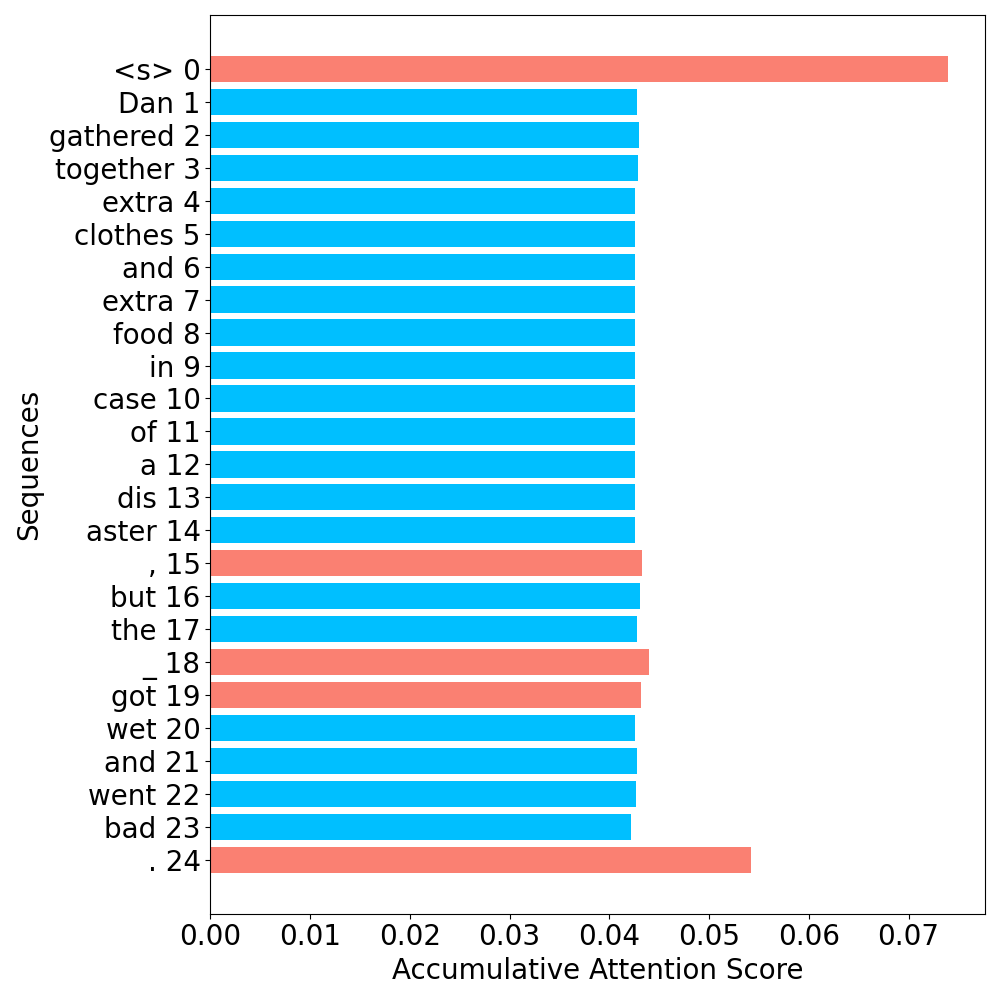 <s> 0
Dan 1
gathered 2
together 3
extra 4
clothes 5
and 6
extra 7
food 8
in 9
case 10
of 11
a 12
dis 13
aster 14
, 15
but 16
the 17
_ 18
got 19
wet 20
and 21
went 22
bad 23
. 24
Sequences
0.00 0.01 0.02 0.03 0.04 0.05 0.06 0.07
Accumulative Attention Score